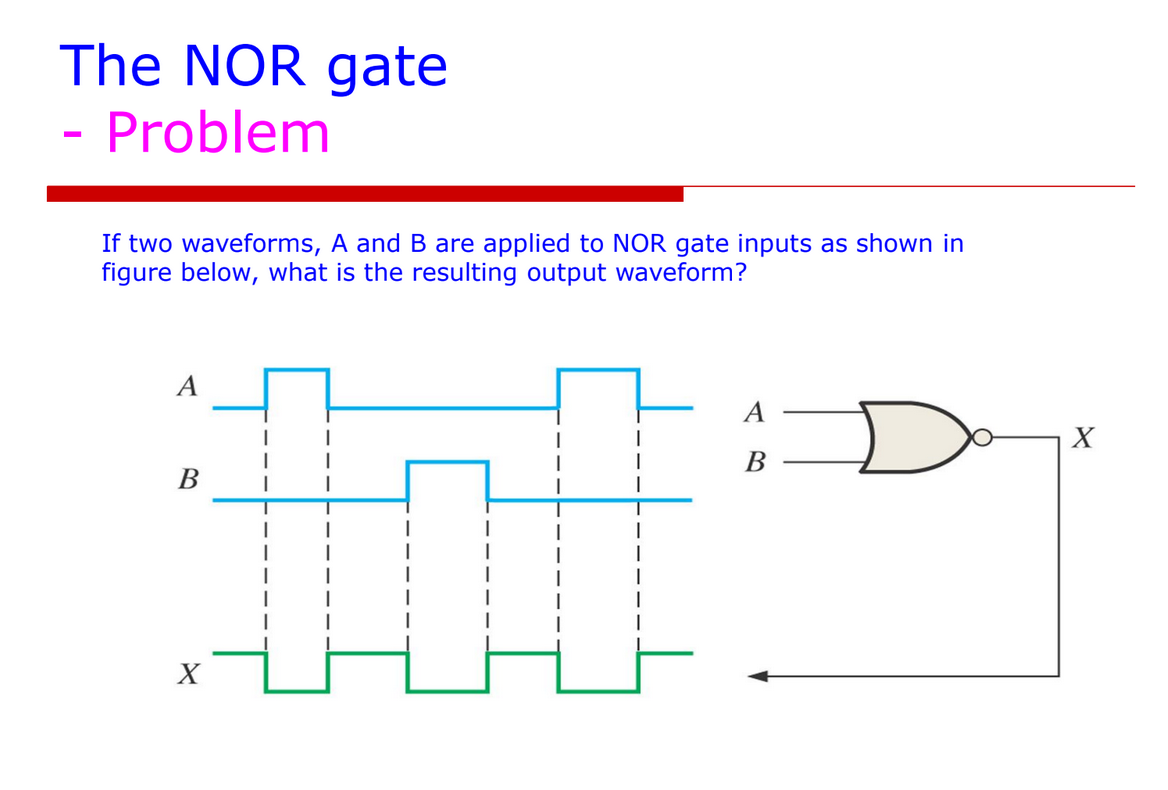 The NOR gate
- Problem
If two waveforms, A and B are applied to NOR gate inputs as shown in
figure below, what is the resulting output waveform?
A
B
X
A
B
X